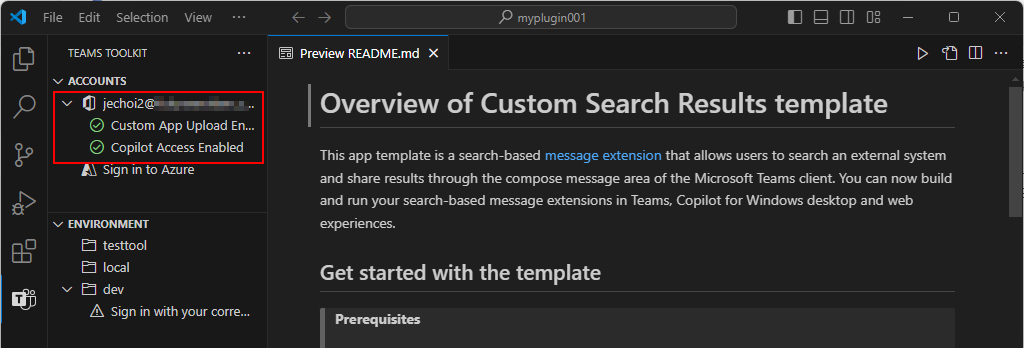 File Edit ··· myplugin001
TEAMS TOOLKIT ···
Preview README.md
ACCOUNTS
jechoi2@
Custom App Upload En...
Copilot Access Enabled
Sign in to Azure
ENVIRONMENT
testtool
local
dev
Sign in with your corre...
Overview of Custom Search Results template
This app template is a search-based message extension that allows users to search an external system
and share results through the compose message area of the Microsoft Teams client. You can now build
and run your search-based message extensions in Teams, Copilot for Windows desktop and web
experiences.
Get started with the template
Prerequisites